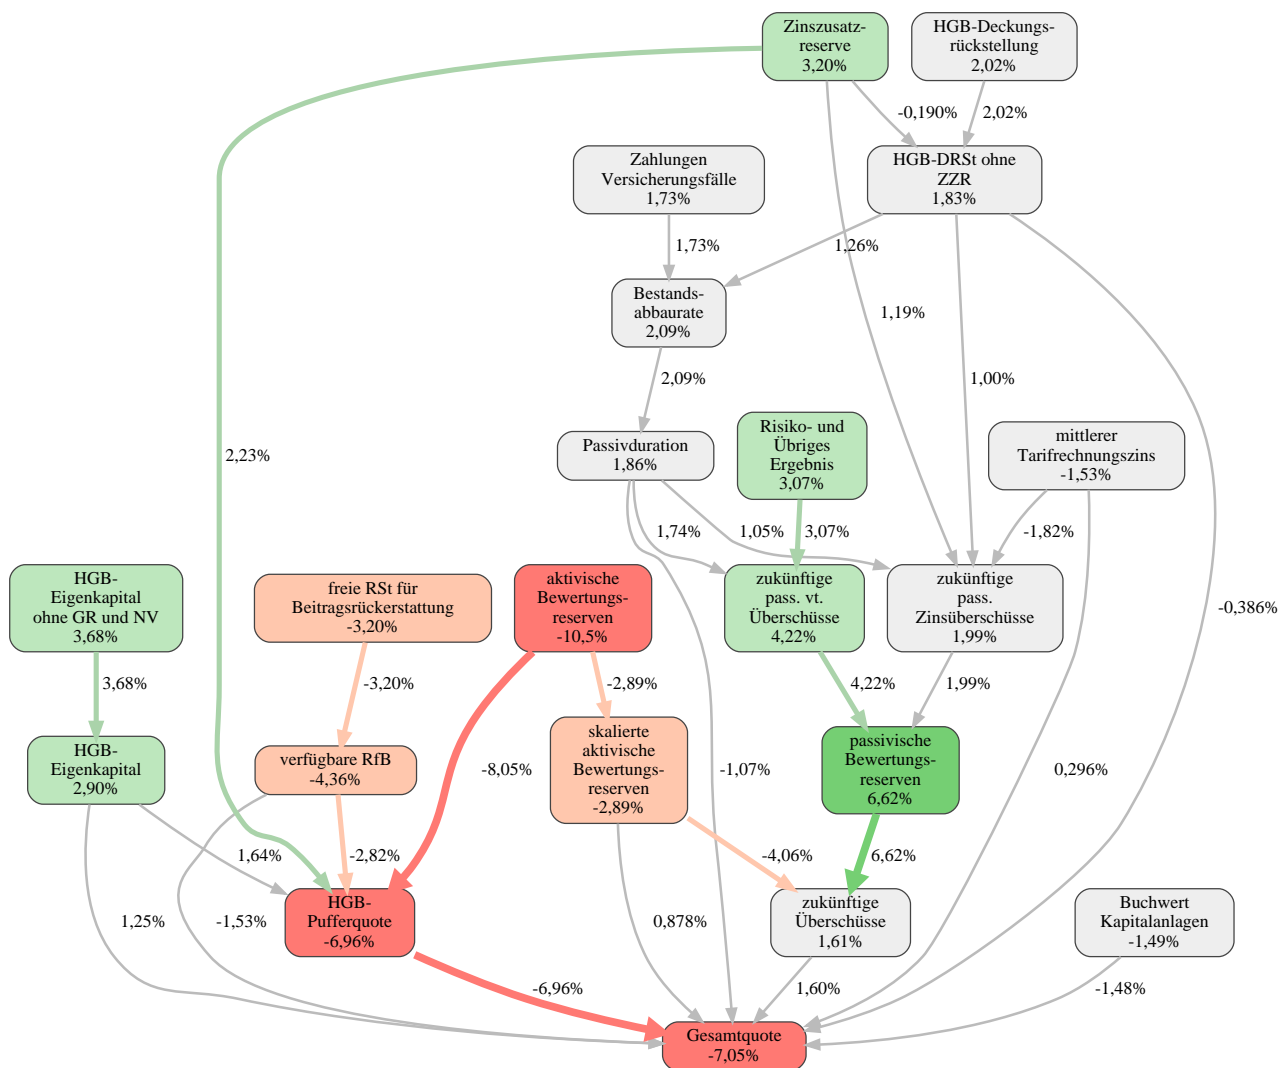 Zinszusatz-
reserve
3,20%
HGB-Deckungs-
rückstellung
2,02%
-0,190%
2,02%
Zahlungen
Versicherungsfälle
1,73%
HGB-DRSt ohne
ZZR
1,83%
1,73%
1,26%
Bestands-
abbaurate
2,09%
1,19%
2,09%
1,00%
Risiko- und
Übriges
Ergebnis
3,07%
mittlerer
Tarifrechnungszins
-1,53%
Passivduration
1,86%
2,23%
1,74%
1,05%
3,07%
-1,82%
HGB-
Eigenkapital
ohne GR und NV
3,68%
freie RSt für
Beitragsrückerstattung
-3,20%
aktivische
Bewertungs-
reserven
-10,5%
zukünftige
pass. vt.
Überschüsse
4,22%
zukünftige
pass.
Zinsüberschüsse
1,99%
-0,386%
3,68%
-3,20%
-2,89%
4,22%
1,99%
HGB-
Eigenkapital
2,90%
verfügbare RfB
-4,36%
-8,05%
skalierte
aktivische
Bewertungs-
reserven
-2,89%
-1,07%
passivische
Bewertungs-
reserven
6,62%
0,296%
1,64%
-2,82%
-4,06%
6,62%
1,25%
-1,53%
HGB-
Pufferquote
-6,96%
0,878%
zukünftige
Überschüsse
1,61%
Buchwert
Kapitalanlagen
-1,49%
-6,96%
1,60%
-1,48%
Gesamtquote
-7,05%